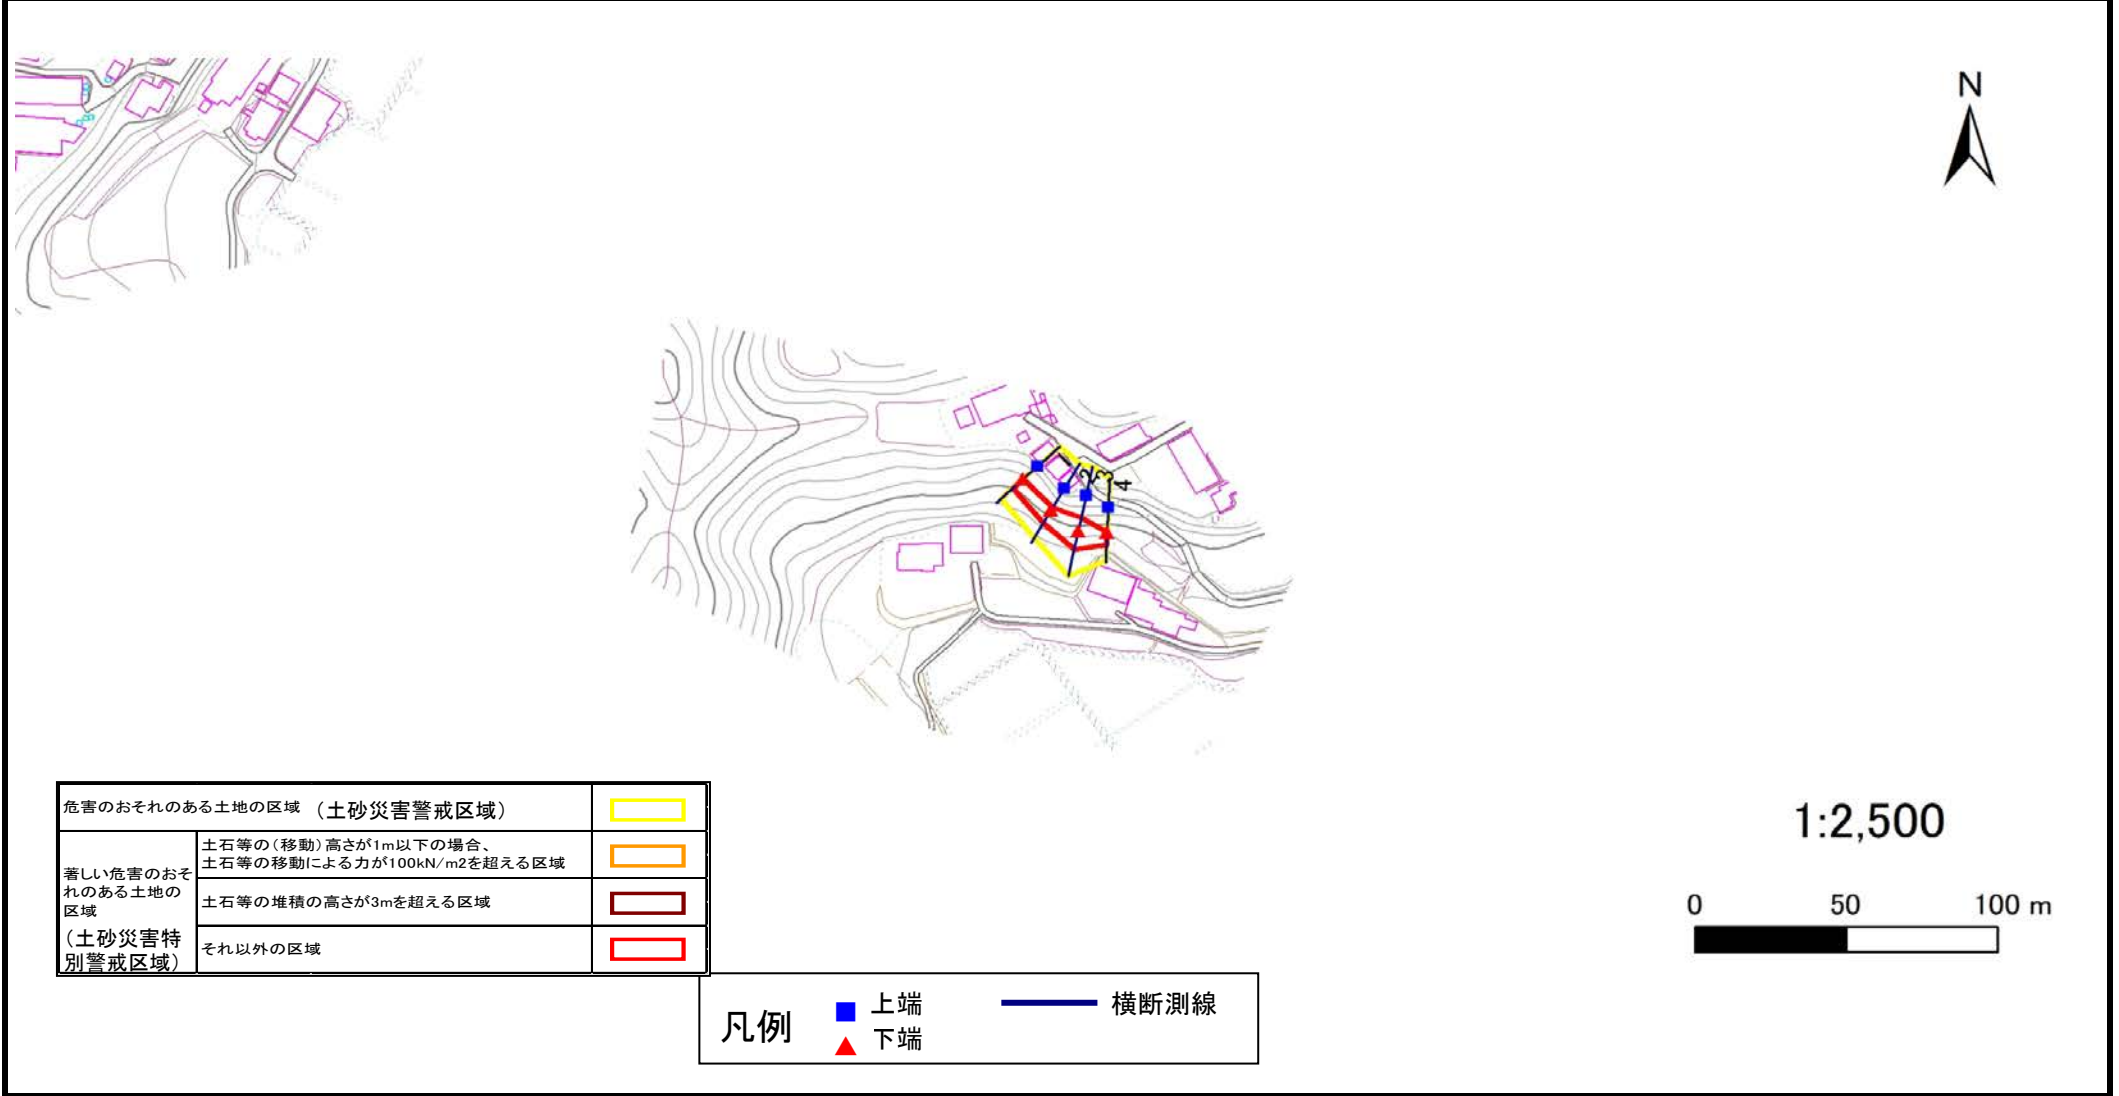 N
2
3
4
危害のおそれのある土地の区域 (土砂災害警戒区域)
著しい危害のおそ
れのある土地の
区域
(土砂災害特
別警戒区域)
土石等の(移動)高さが1m以下の場合、
土石等の移動による力が100kN/m2を超える区域
土石等の堆積の高さが3mを超える区域
それ以外の区域
1:2,500
0 50 100 m
凡例
上端
下端
横断測線